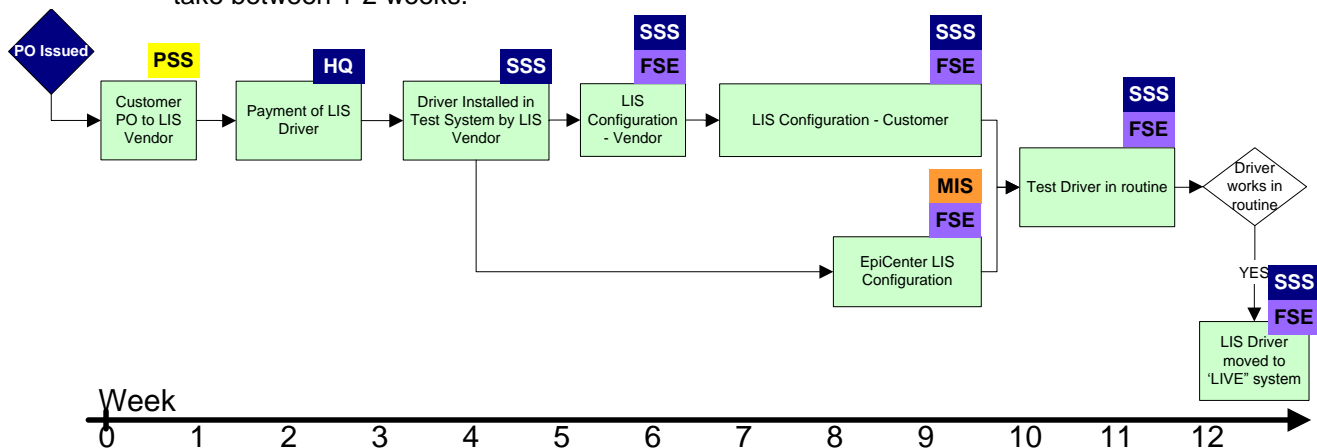 take between 1-2 weeks.
PO Issued
PSS
Customer
PO to LIS
Vendor
HQ
Payment of LIS
Driver
SSS
Driver Installed in
Test System by LIS
Vendor
SSS
FSE
LIS
Configuration
- Vendor
SSS
FSE
LIS Configuration - Customer
MIS
FSE
EpiCenter LIS
Configuration
SSS
FSE
Test Driver in routine
Driver
works in
routine
YES
SSS
FSE
LIS Driver
moved to
‘LIVE” system
Week
0 1 2 3 4 5 6 7 8 9 10 11 12